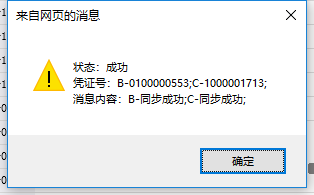 来自网页的消息
状态：成功
凭证号：B-0100000553;C-1000001713;
消息内容：B-同步成功;C-同步成功;
确定